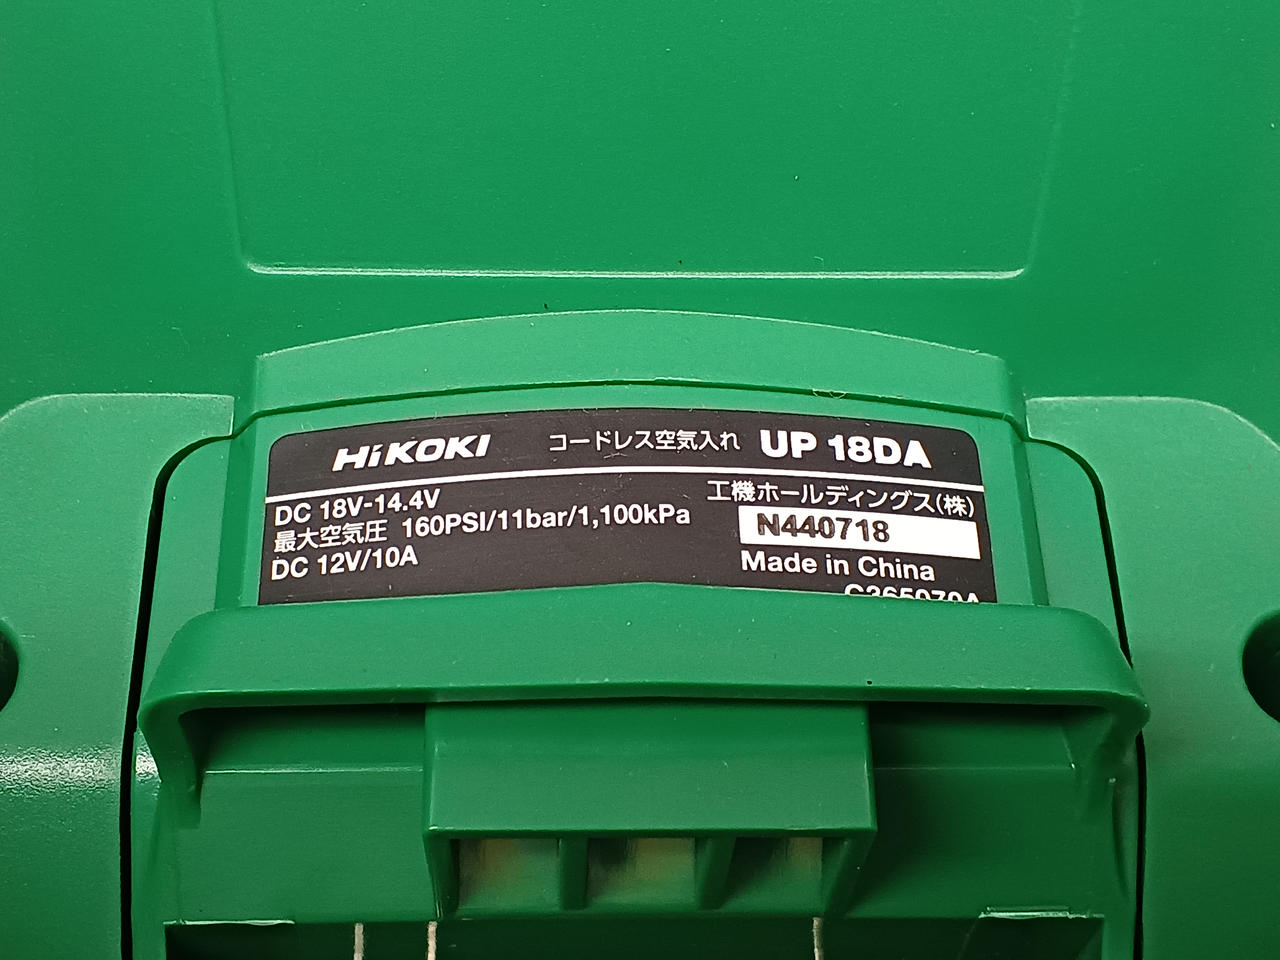 HiKOKI コードレス空気入れ UP 18DA
DC 18V-14.4V
最大空気圧 160PSI/11bar/1,100kPa
DC 12V/10A
工機ホールディングス(株)
N440718
Made in China